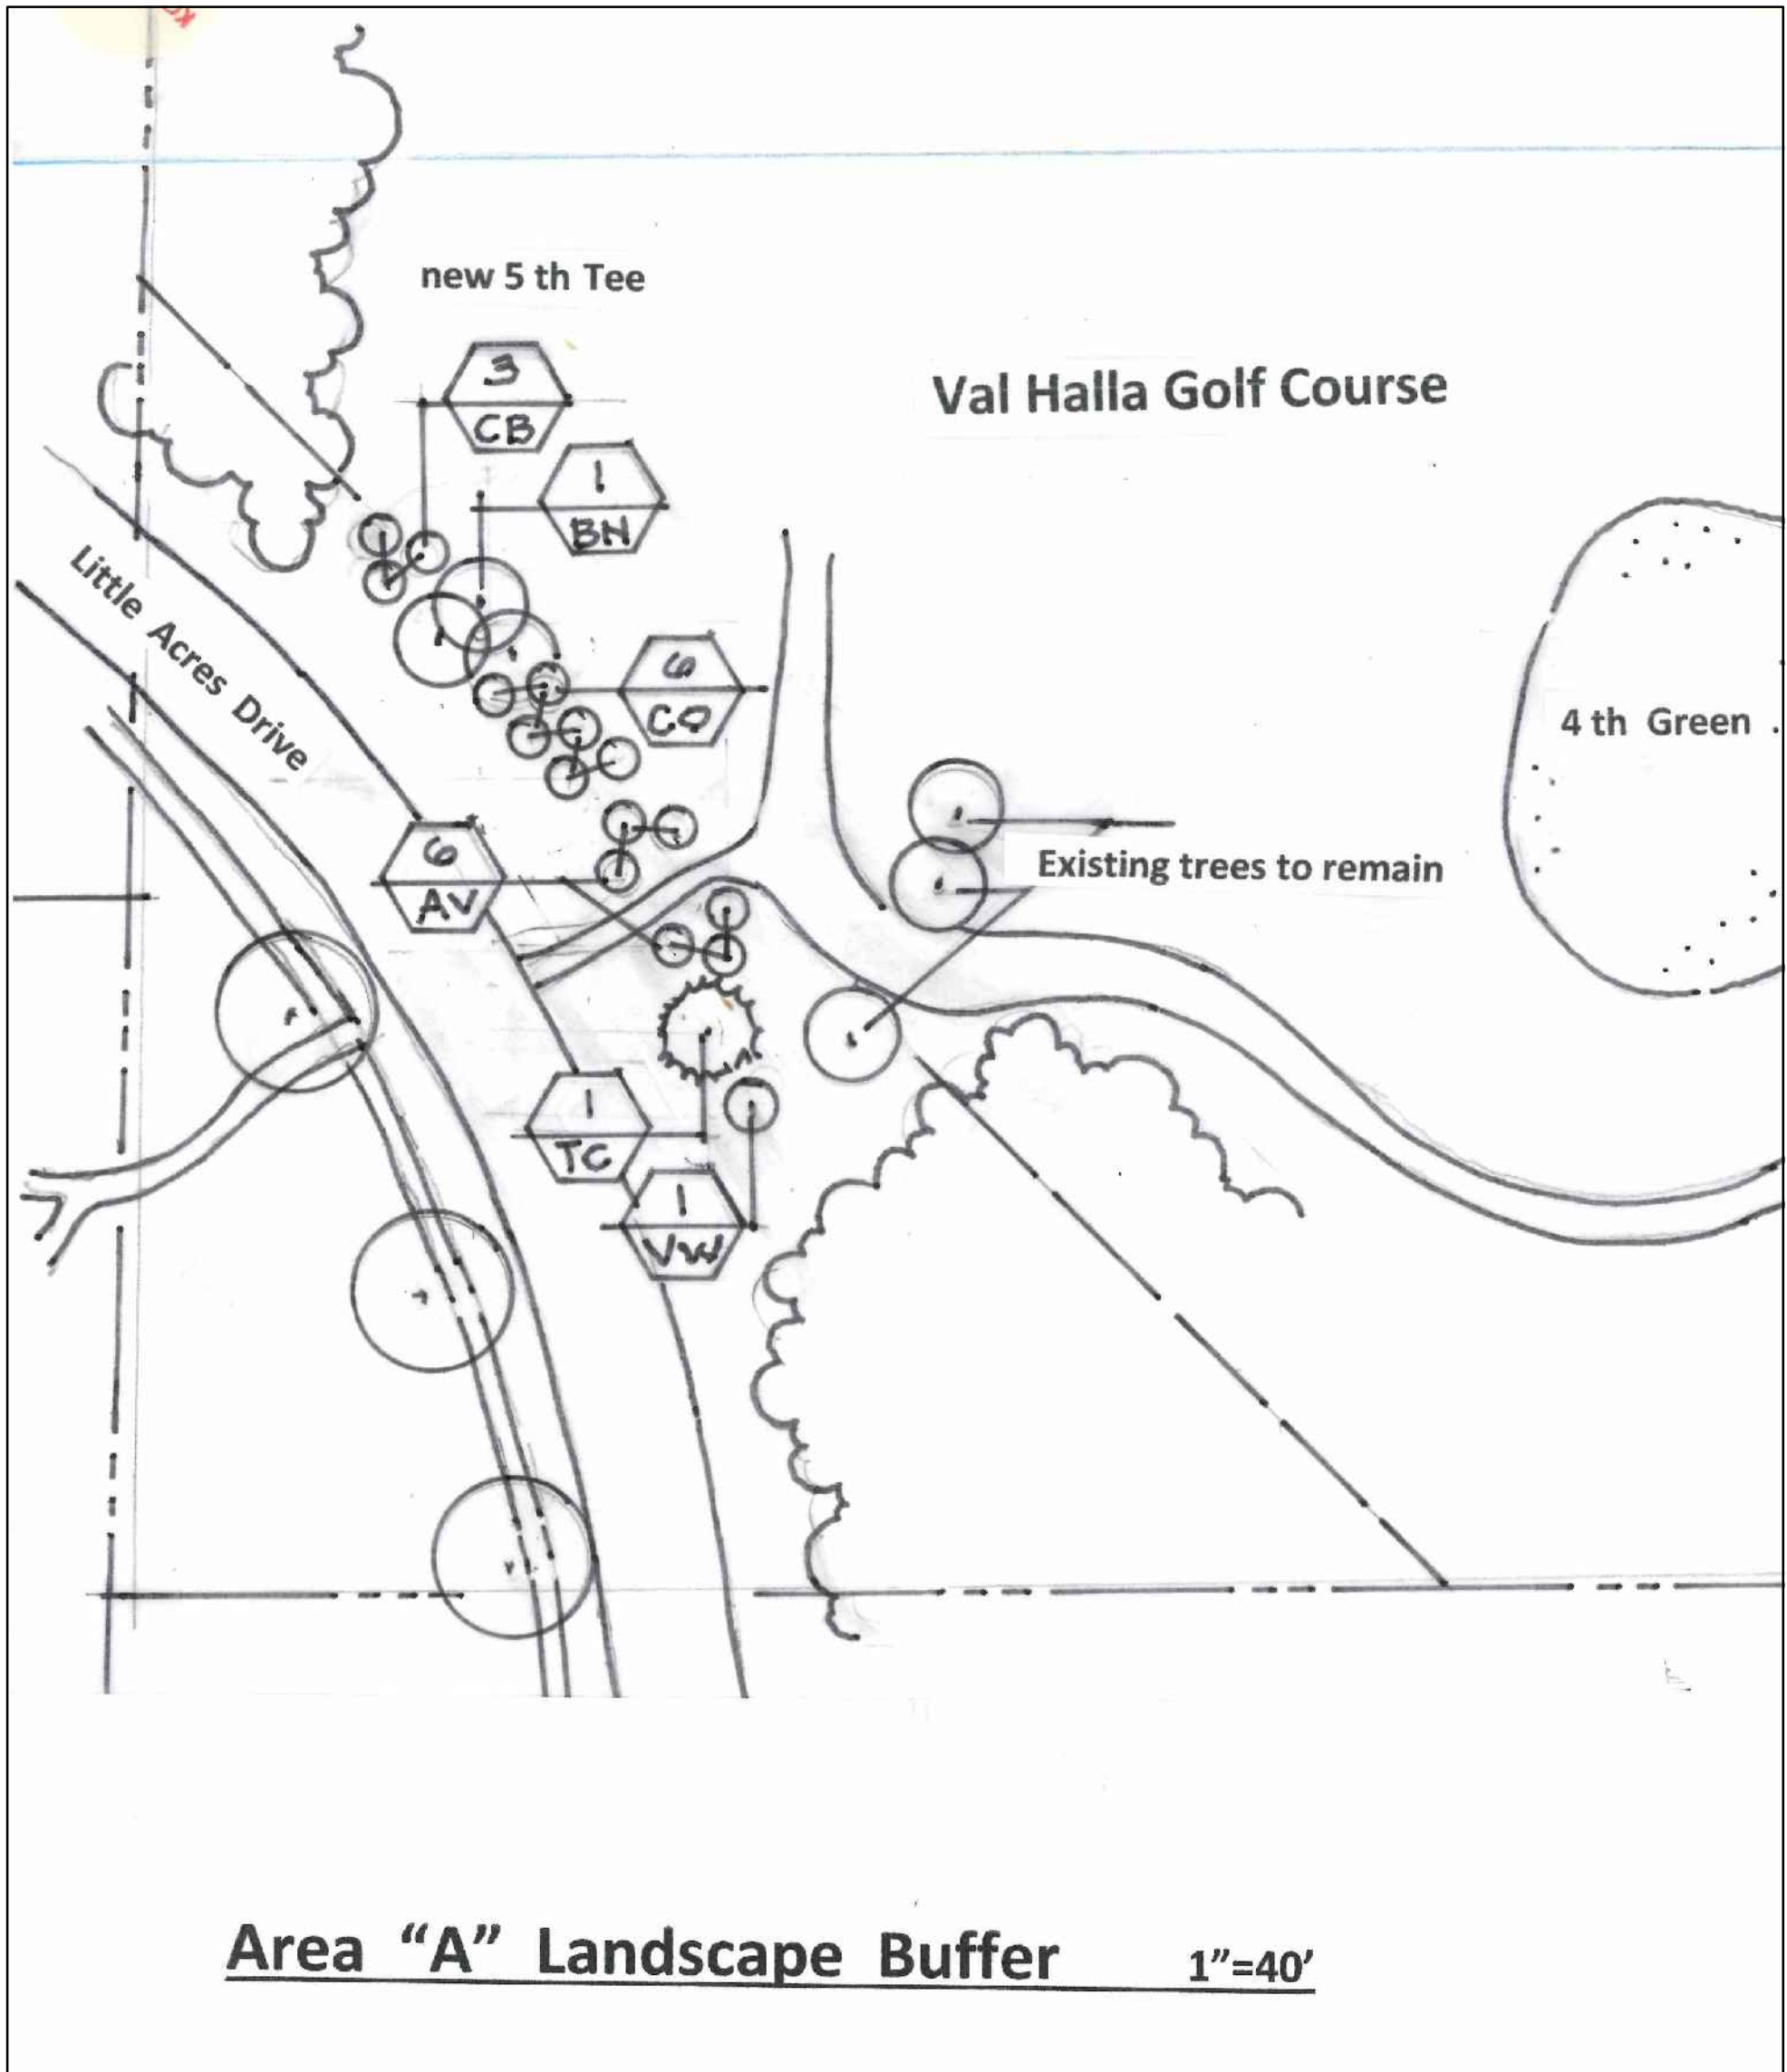 new 5 th Tee
3
CB
Val Halla Golf Course
1
BN
Little Acres Drive
6
CO
4 th Green
6
AV
Existing trees to remain
1
TC
1
VW
Area “A” Landscape Buffer 1”=40’